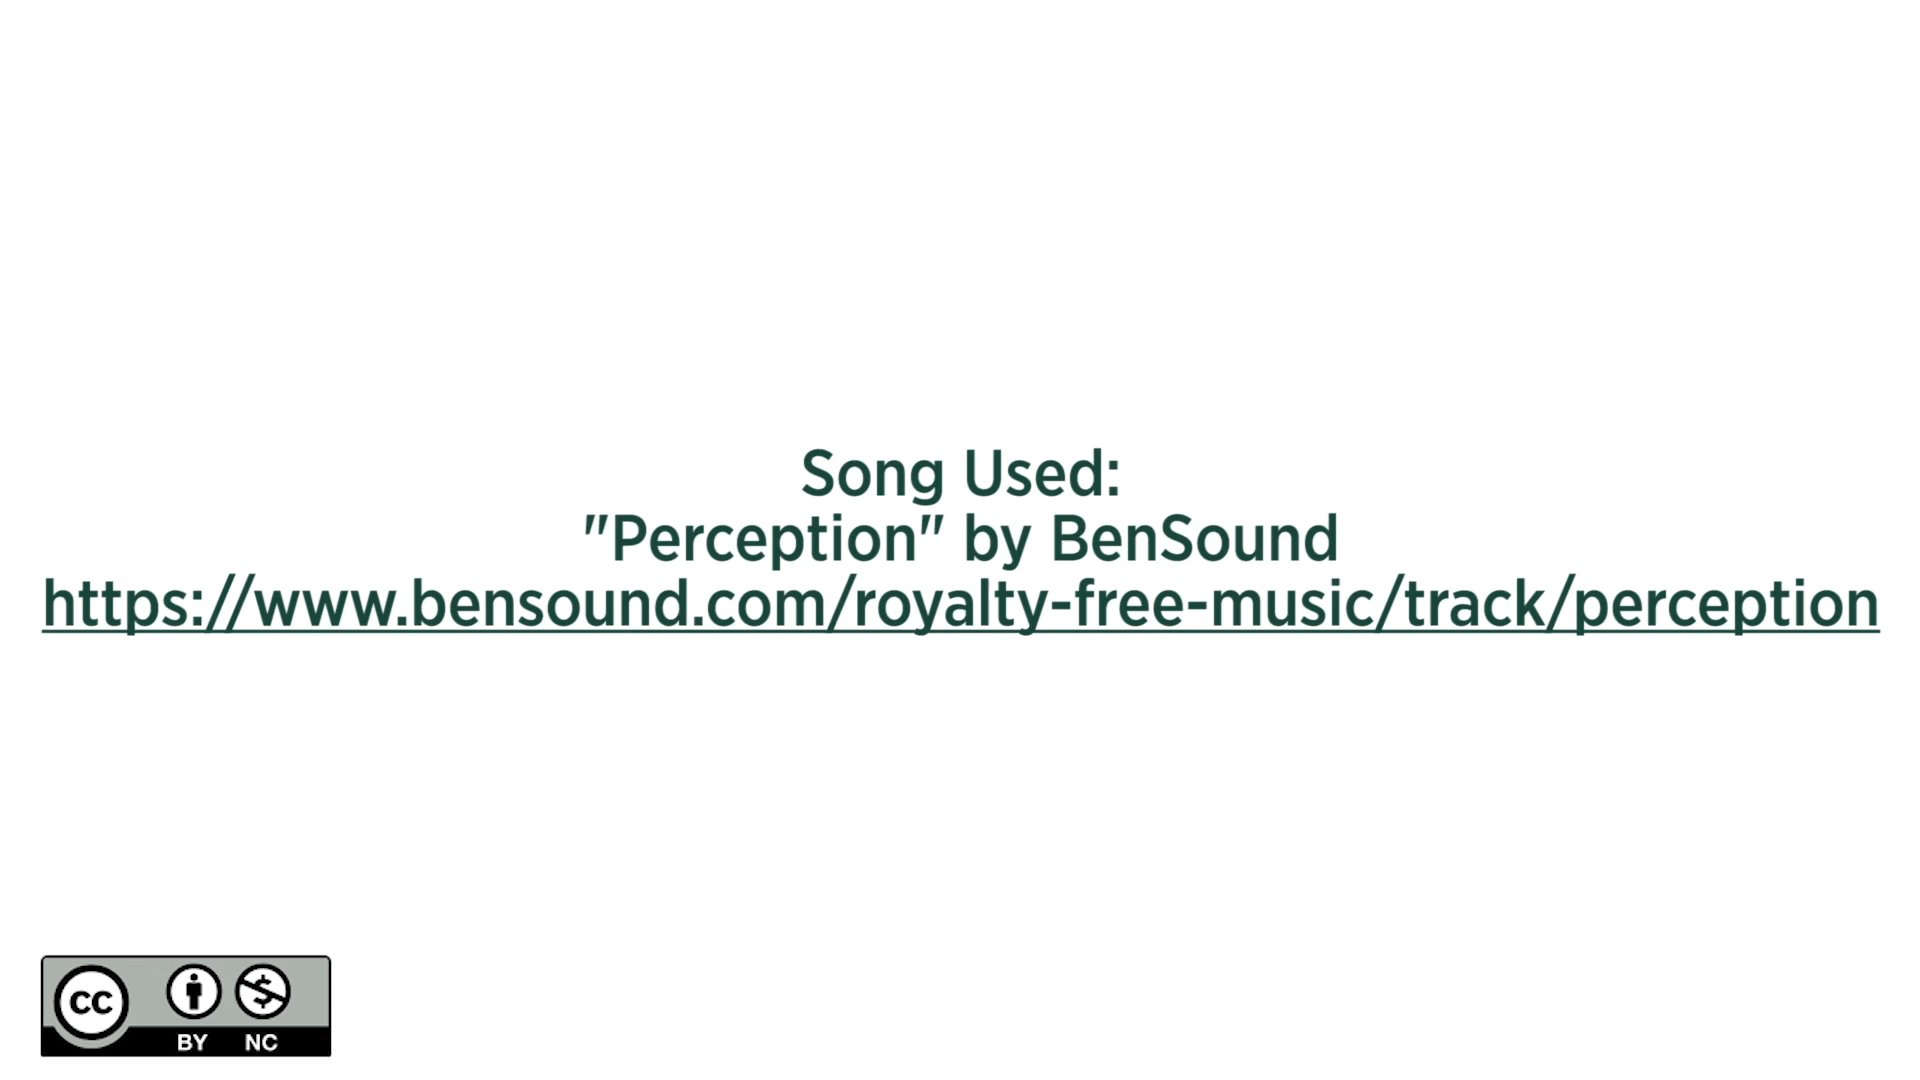 Song Used:
"Perception" by BenSound
https://www.bensound.com/royalty-free-music/track/perception
cc
BY NC